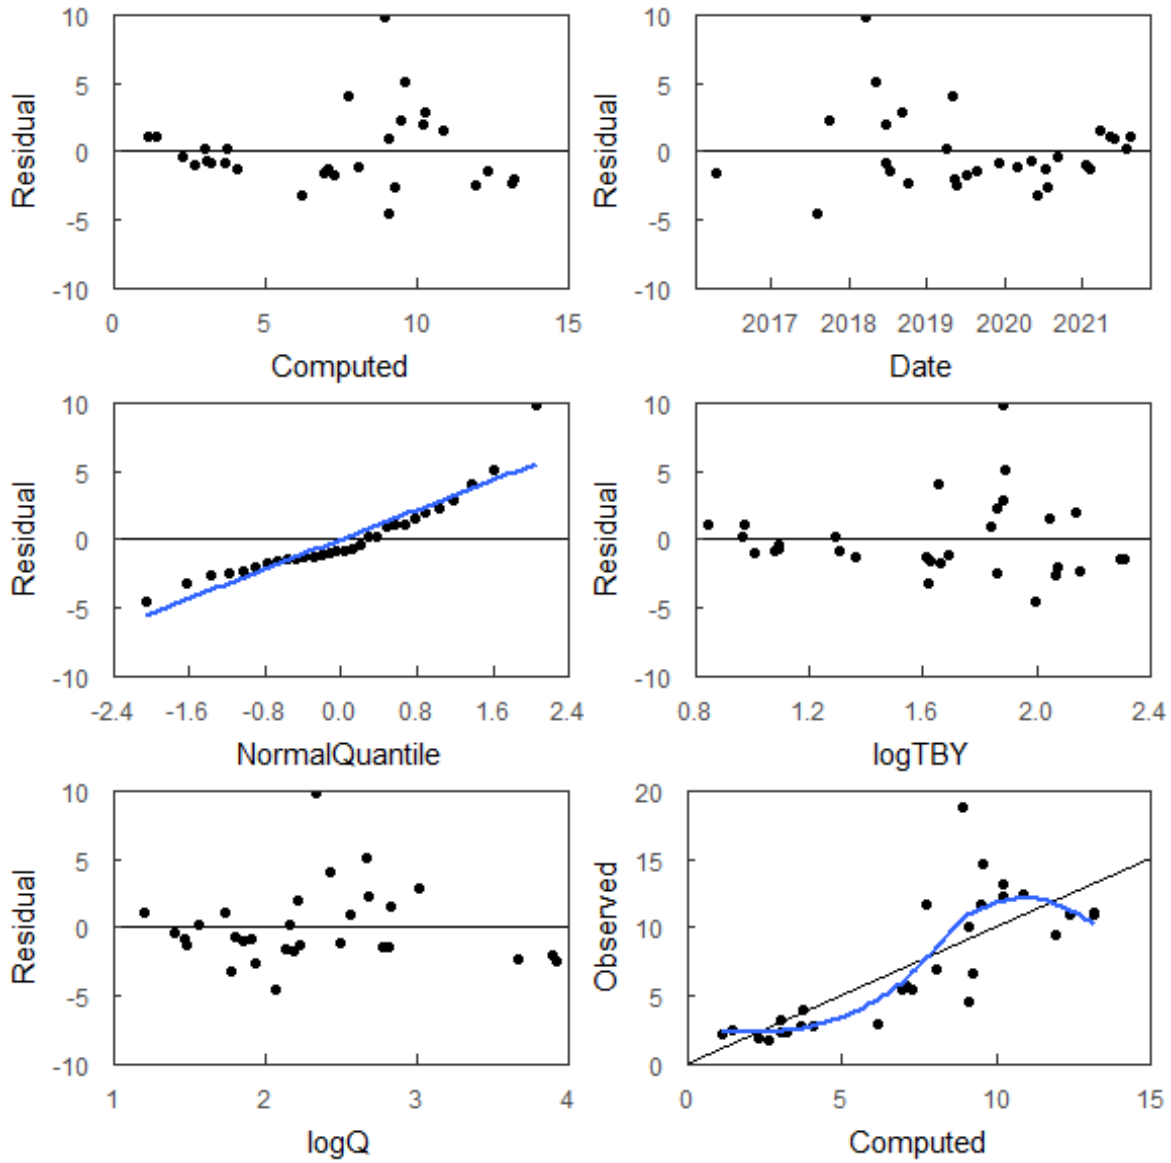 10 10
5 5
Residual Residual
0 0
-5 -5
-10 -10
0 5 10 15 2017 2018 2019 2020 2021
Computed Date
10 10
5 5
Residual Residual
0 0
-5 -5
-10 -10
-2.4 -1.6 -0.8 0.0 0.8 1.6 2.4 0.8 1.2 1.6 2.0 2.4
NormalQuantile logTBY
10 20
5 15
Residual Observed
0 10
-5 5
-10 0
1 2 3 4 0 5 10 15
logQ Computed